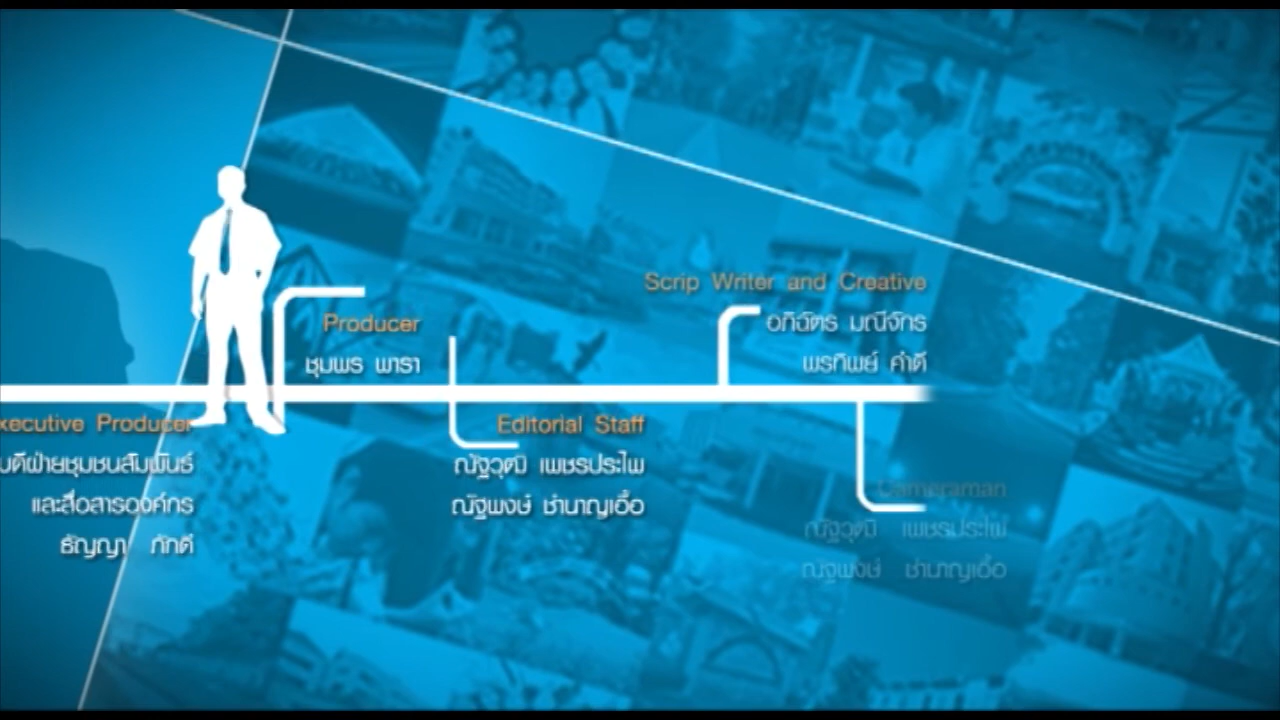 Executive Producer
บดีฝ่ายชุมชนสัมพันธ์
และสื่อสารองค์กร
ธัญญา ภักดี
Producer
ชุมพร พารา
Editorial Staff
ณัฐวุฒิ เพชรประไพ
ณัฐพงษ์ ชำนาญเอื้อ
Scrip Writer and Creative
อภิฉัตร มณีจักร
พรทิพย์ คำดี
Cameraman
ณัฐวุฒิ เพชรประไพ
ณัฐพงษ์ ชำนาญเอื้อ